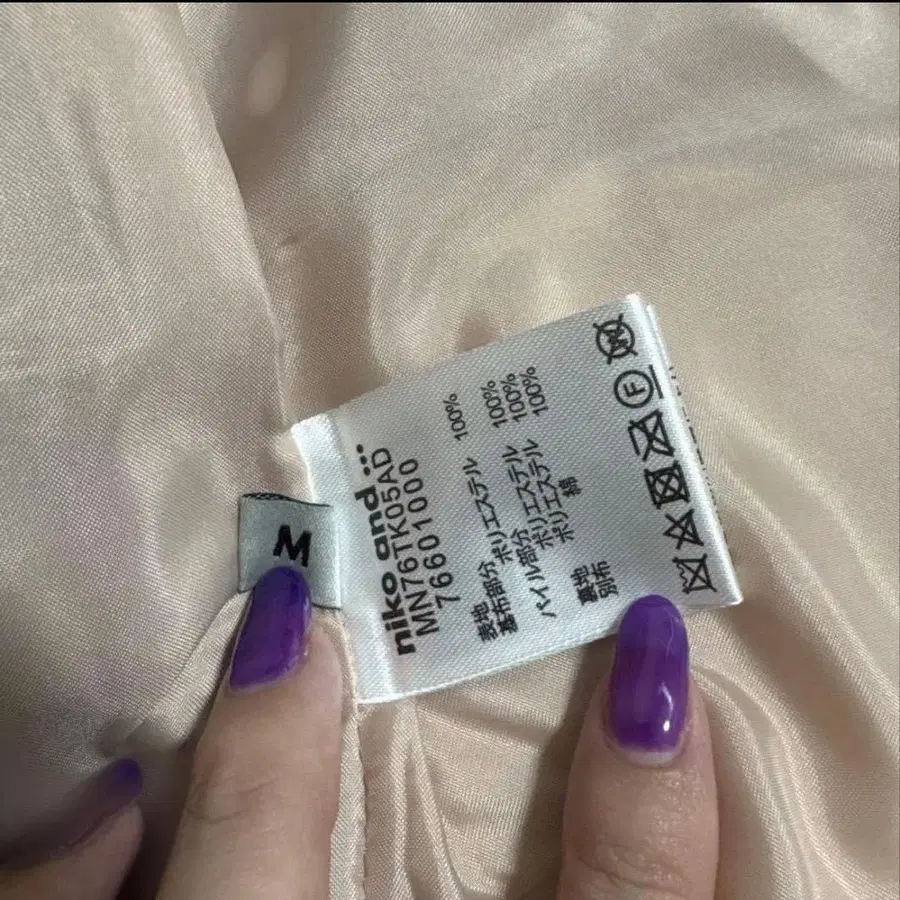 M
niko and ...
MN76TK05AD
76601000
表地
基布部分
ポリエステル 100%
パイル部分
ポリエステル 100%
裏地 ポリエステル 100%
別布 綿 100%
F
W